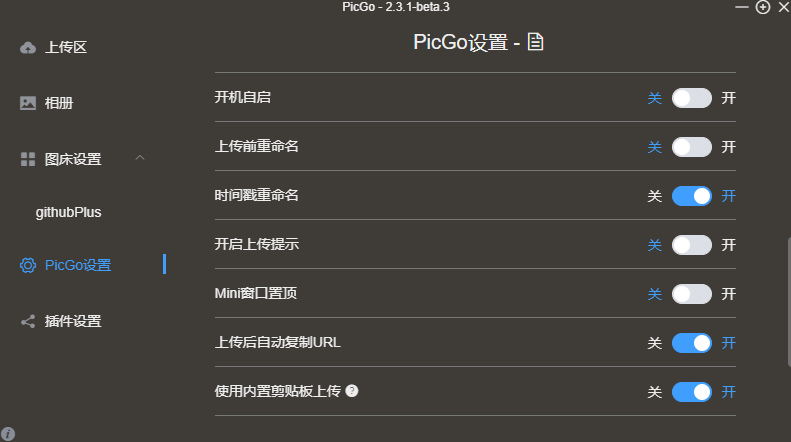 PicGo - 2.3.1-beta.3
上传区
相册
图床设置
githubPlus
PicGo设置
插件设置
PicGo设置 -
开机自启 关 开
上传前重命名 关 开
时间戳重命名 关 开
开启上传提示 关 开
Mini窗口置顶 关 开
上传后自动复制URL 关 开
使用内置剪贴板上传 ? 关 开
i